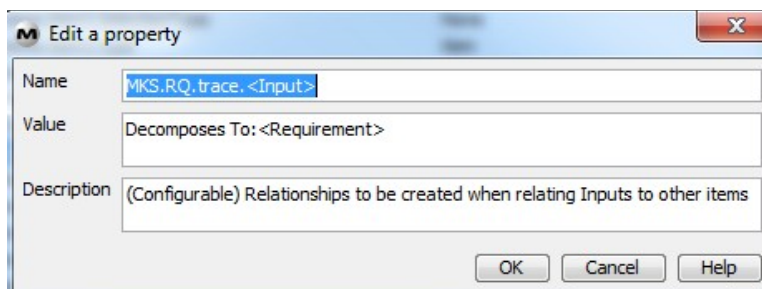 Edit a property
Name
MKS.RQ.trace.<Input>
Value
Decomposes To:<Requirement>
Description
(Configurable) Relationships to be created when relating Inputs to other items
OK Cancel Help